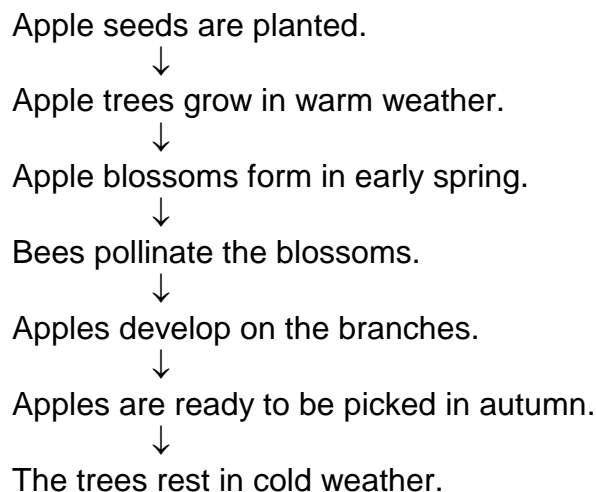 Apple seeds are planted.
↓
Apple trees grow in warm weather.
↓
Apple blossoms form in early spring.
↓
Bees pollinate the blossoms.
↓
Apples develop on the branches.
↓
Apples are ready to be picked in autumn.
↓
The trees rest in cold weather.